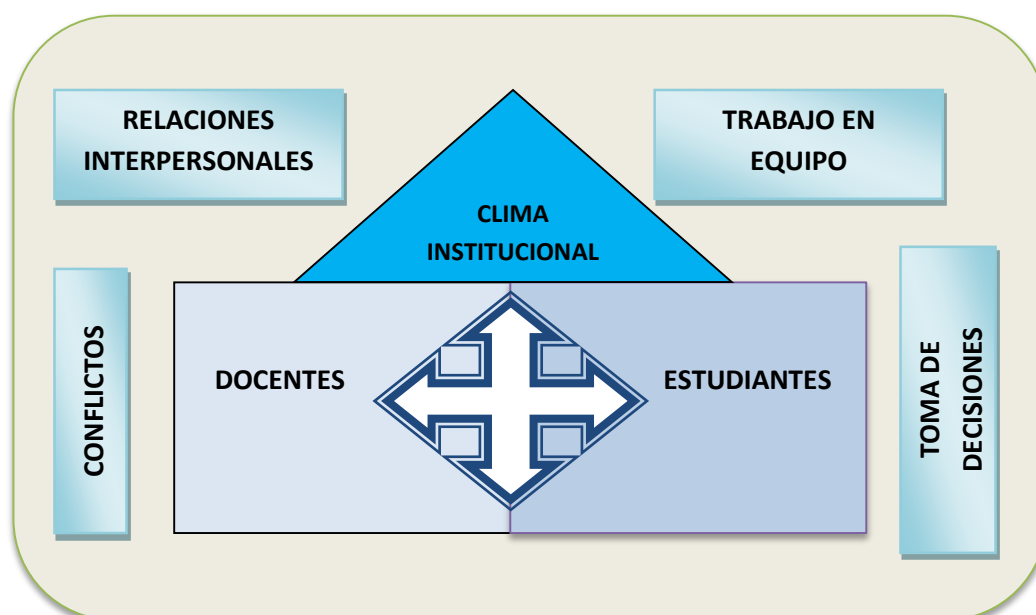 RELACIONES
INTERPERSONALES
TRABAJO EN
EQUIPO
CLIMA
INSTITUCIONAL
CONFLICTOS
DOCENTES
ESTUDIANTES
TOMA DE
DECISIONES